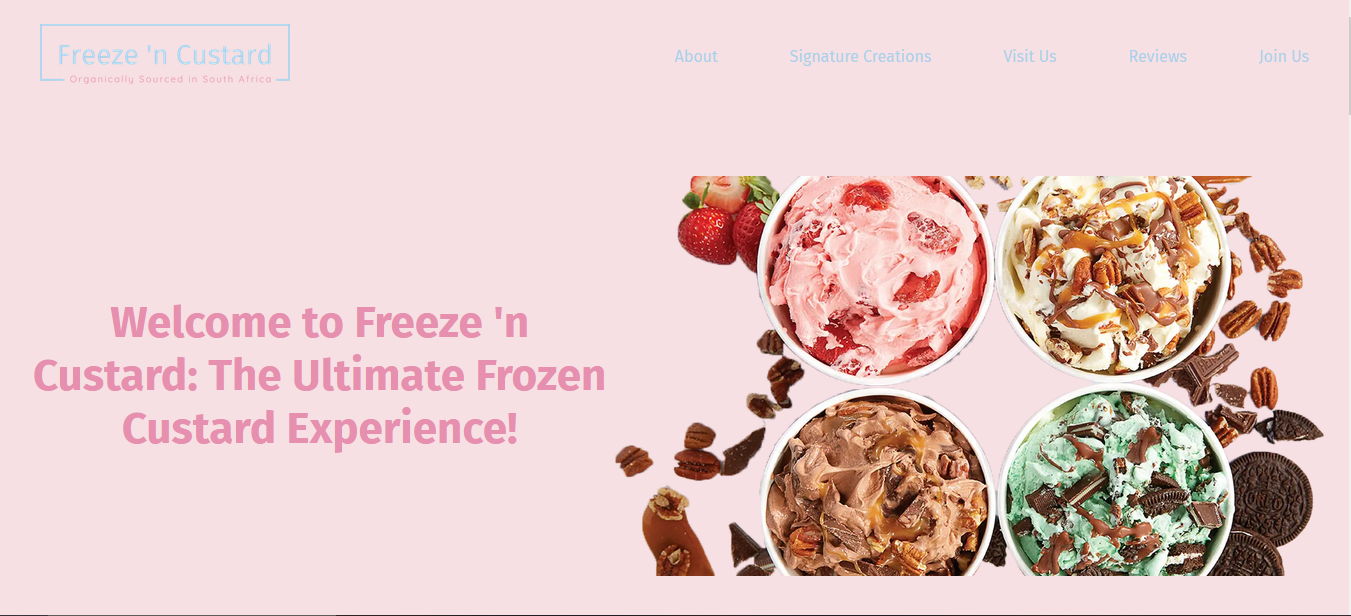 Freeze 'n Custard
Organically Sourced in South Africa
About Signature Creations Visit Us Reviews Join Us
Welcome to Freeze 'n
Custard: The Ultimate Frozen
Custard Experience!
OREO